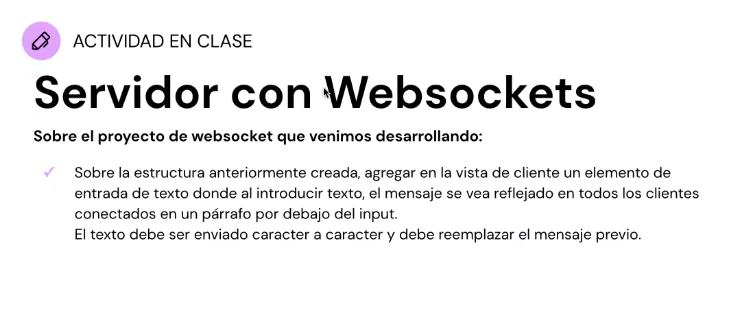 ACTIVIDAD EN CLASE
Servidor con Websockets
Sobre el proyecto de websocket que venimos desarrollando:
✓ Sobre la estructura anteriormente creada, agregar en la vista de cliente un elemento de
entrada de texto donde al introducir texto, el mensaje se vea reflejado en todos los clientes
conectados en un párrafo por debajo del input.
El texto debe ser enviado caracter a caracter y debe reemplazar el mensaje previo.